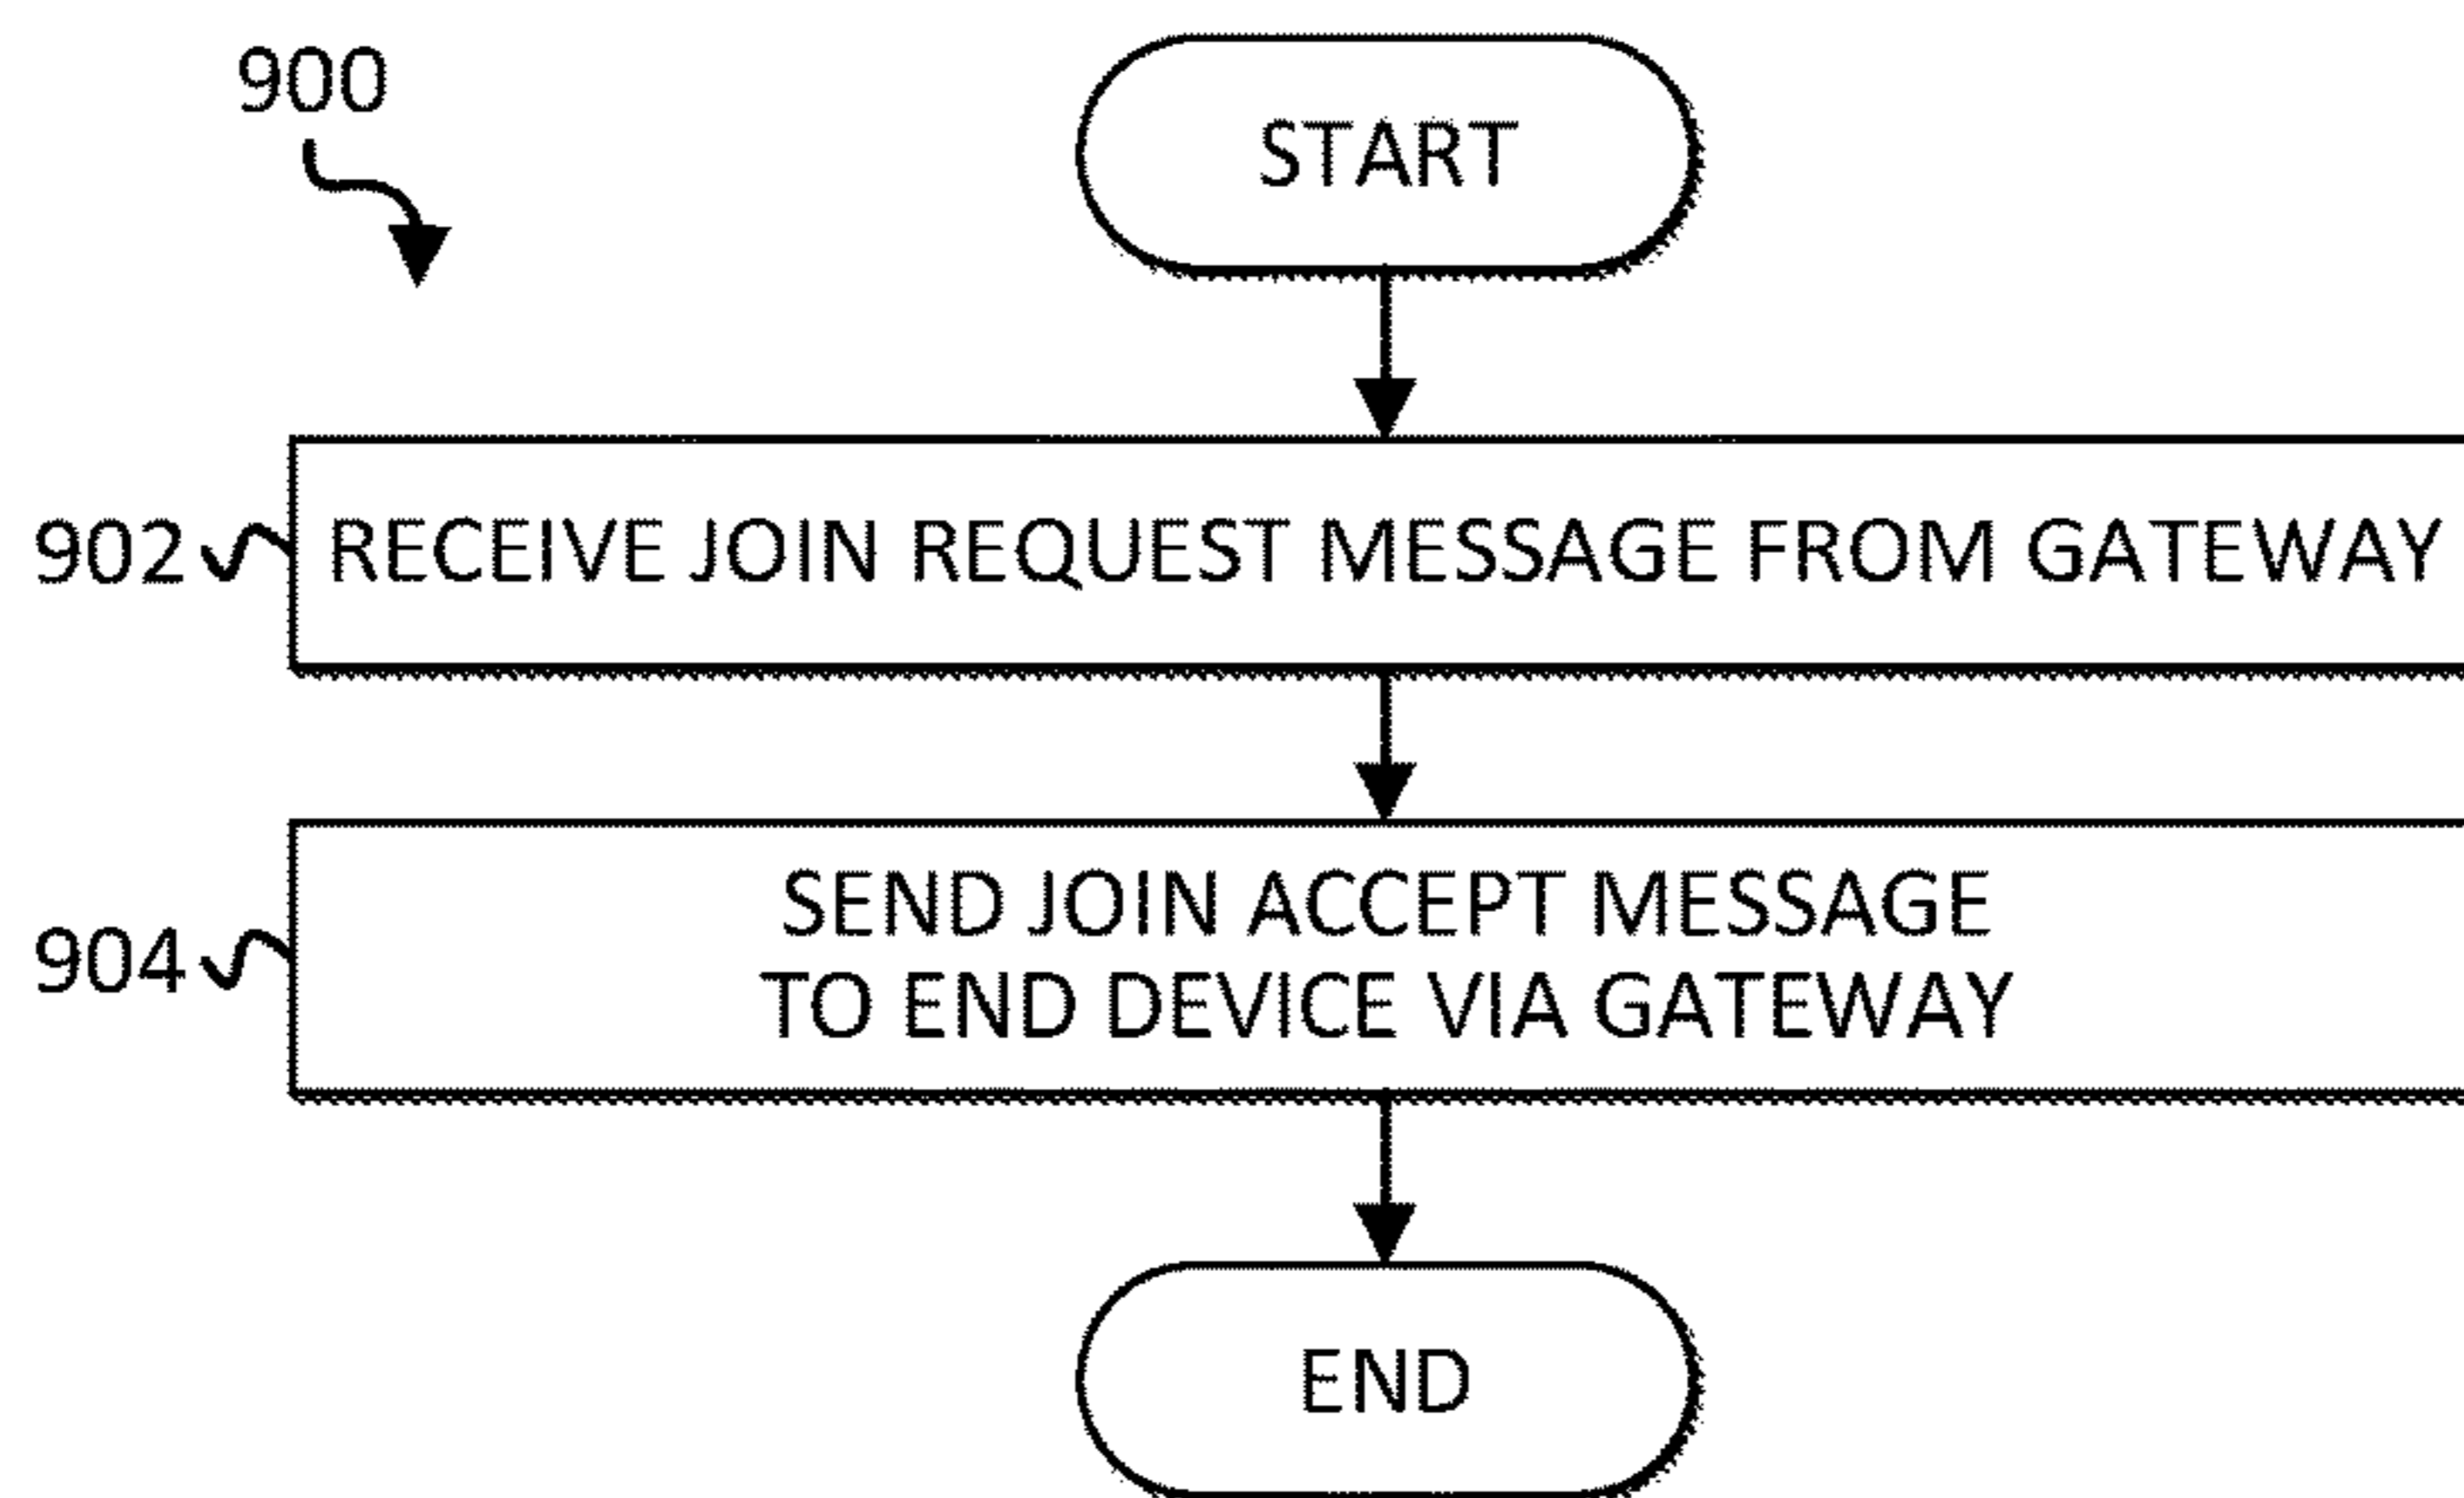 900
START
902 RECEIVE JOIN REQUEST MESSAGE FROM GATEWAY
SEND JOIN ACCEPT MESSAGE
904
TO END DEVICE VIA GATEWAY
END